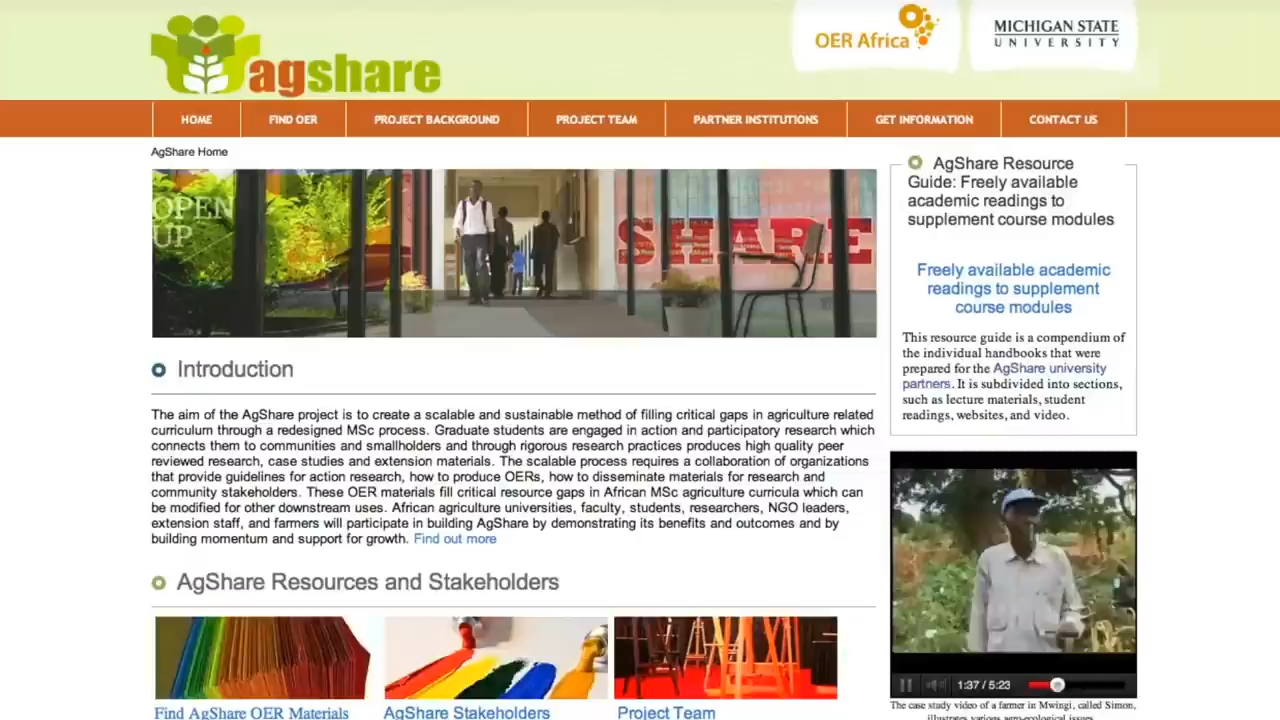 agshare
OER Africa
MICHIGAN STATE
UNIVERSITY
HOME
FIND OER
PROJECT BACKGROUND
PROJECT TEAM
PARTNER INSTITUTIONS
GET INFORMATION
CONTACT US
AgShare Home
OPEN
UP
SHARE
Introduction
The aim of the AgShare project is to create a scalable and sustainable method of filling critical gaps in agriculture related
curriculum through a redesigned MSc process. Graduate students are engaged in action and participatory research which
connects them to communities and smallholders and through rigorous research practices produces high quality peer
reviewed research, case studies and extension materials. The scalable process requires a collaboration of organizations
that provide guidelines for action research, how to produce OERs, how to disseminate materials for research and
community stakeholders. These OER materials fill critical resource gaps in African MSc agriculture curricula which can
be modified for other downstream uses. African agriculture universities, faculty, students, researchers, NGO leaders,
extension staff, and farmers will participate in building AgShare by demonstrating its benefits and outcomes and by
building momentum and support for growth. Find out more
AgShare Resources and Stakeholders
Find AgShare OER Materials
AgShare Stakeholders
Project Team
AgShare Resource
Guide: Freely available
academic readings to
supplement course modules
Freely available academic
readings to supplement
course modules
This resource guide is a compendium of
the individual handbooks that were
prepared for the AgShare university
partners. It is subdivided into sections,
such as lecture materials, student
readings, websites, and video.
1:37 / 5:23
The case study video of a farmer in Mwingi, called Simon,
illustrates various agro-ecological issues